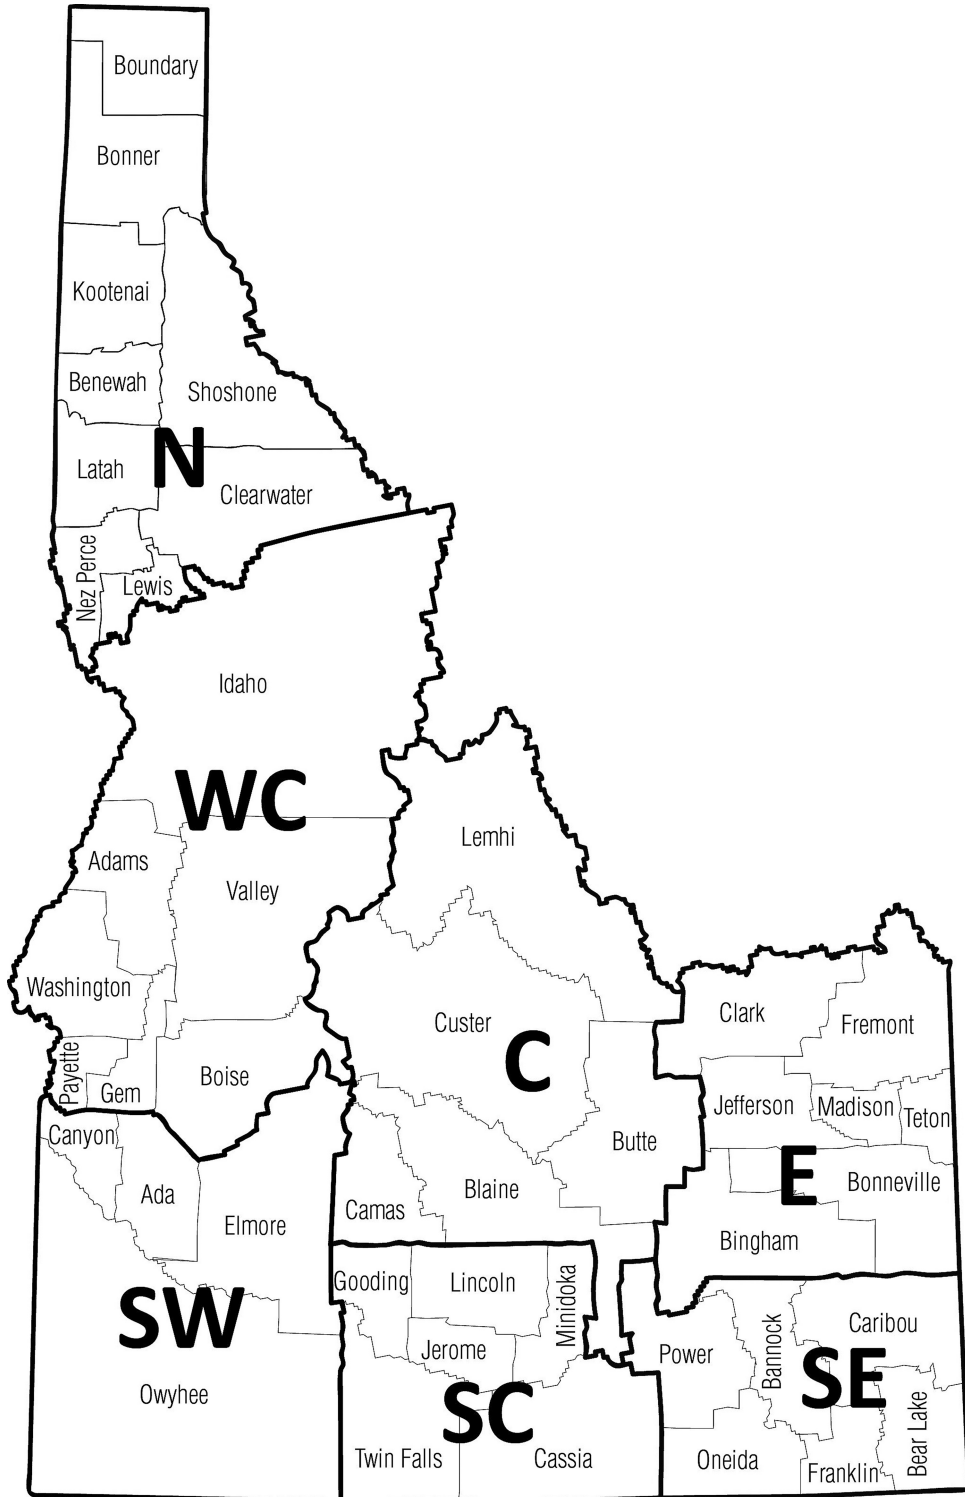 Boundary
Bonner
Kootenai
Benewah
Shoshone
N
Latah
Clearwater
Nez Perce
Lewis
Idaho
WC
Lemhi
Adams
Valley
Washington
Clark
Custer
Fremont
C
Payette
Boise
Gem
Jefferson
Madison
Teton
Canyon
Butte
E
Bonneville
Ada
Blaine
Camas
Elmore
Bingham
Gooding
Lincoln
Minidoka
SW
Caribou
Jerome
Power
Bannock
SE
Owyhee
SC
Bear Lake
Twin Falls
Cassia
Oneida
Franklin